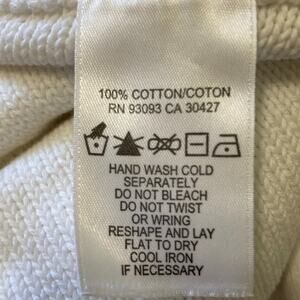 100% COTTON/COTON
RN 93093 CA 30427
HAND WASH COLD
SEPARATELY
DO NOT BLEACH
DO NOT TWIST
OR WRING
RESHAPE AND LAY
FLAT TO DRY
COOL IRON
IF NECESSARY